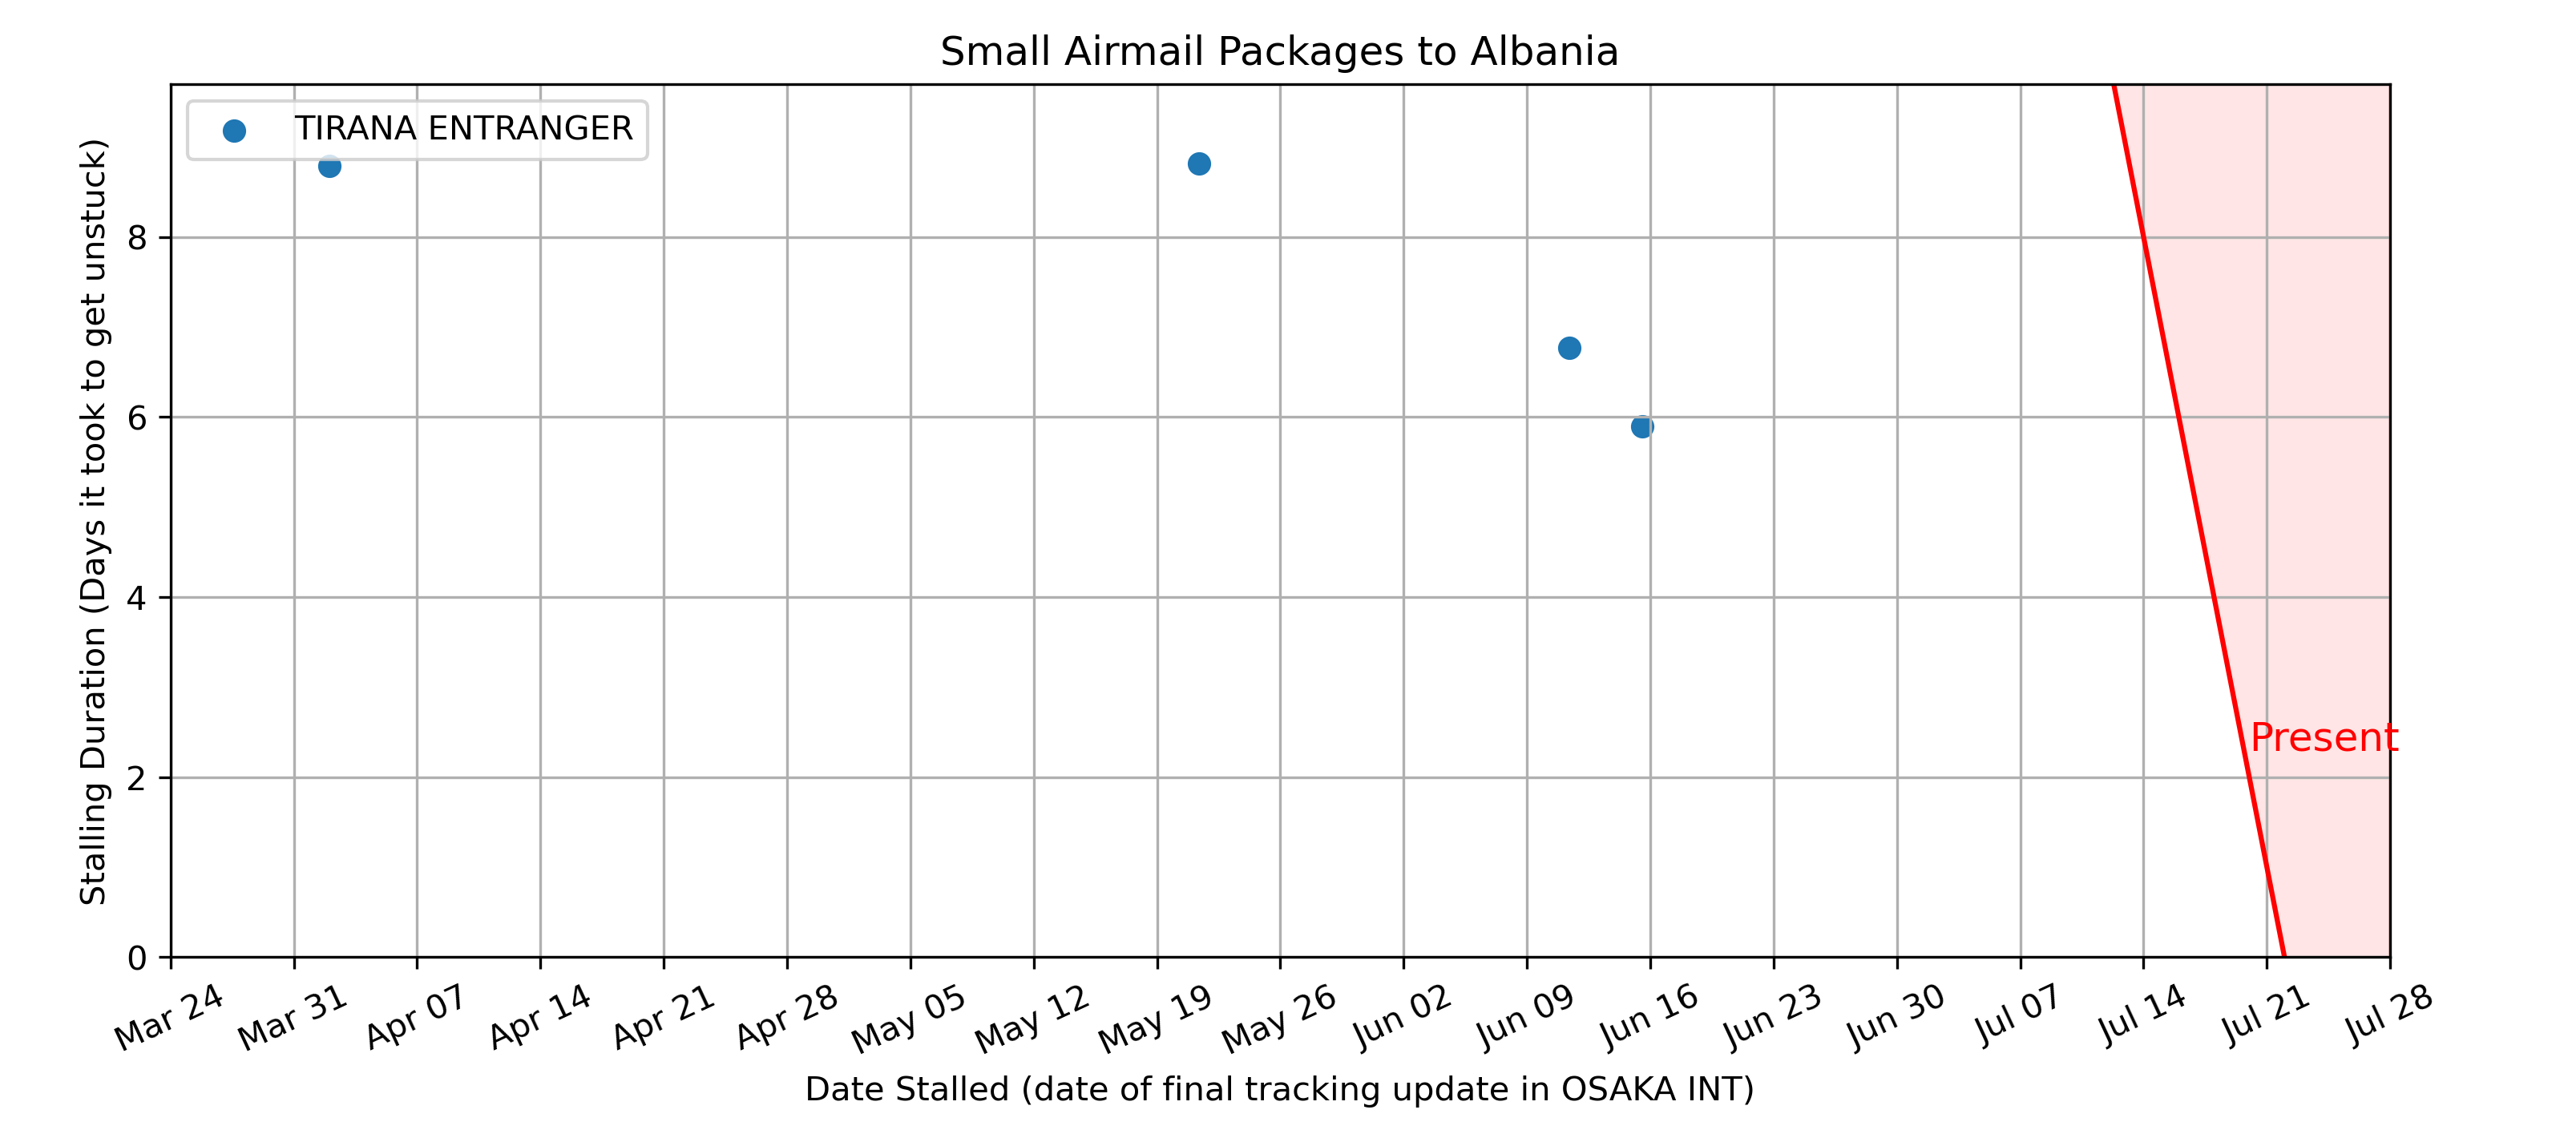 Small Airmail Packages to Albania
TIRANA ENTRANGER
Stalling Duration (Days it took to get unstuck)
8
6
4
2
0
Present
Mar 24
Mar 31
Apr 07
Apr 14
Apr 21
Apr 28
May 05
May 12
May 19
May 26
Jun 02
Jun 09
Jun 16
Jun 23
Jun 30
Jul 07
Jul 14
Jul 21
Jul 28
Date Stalled (date of final tracking update in OSAKA INT)